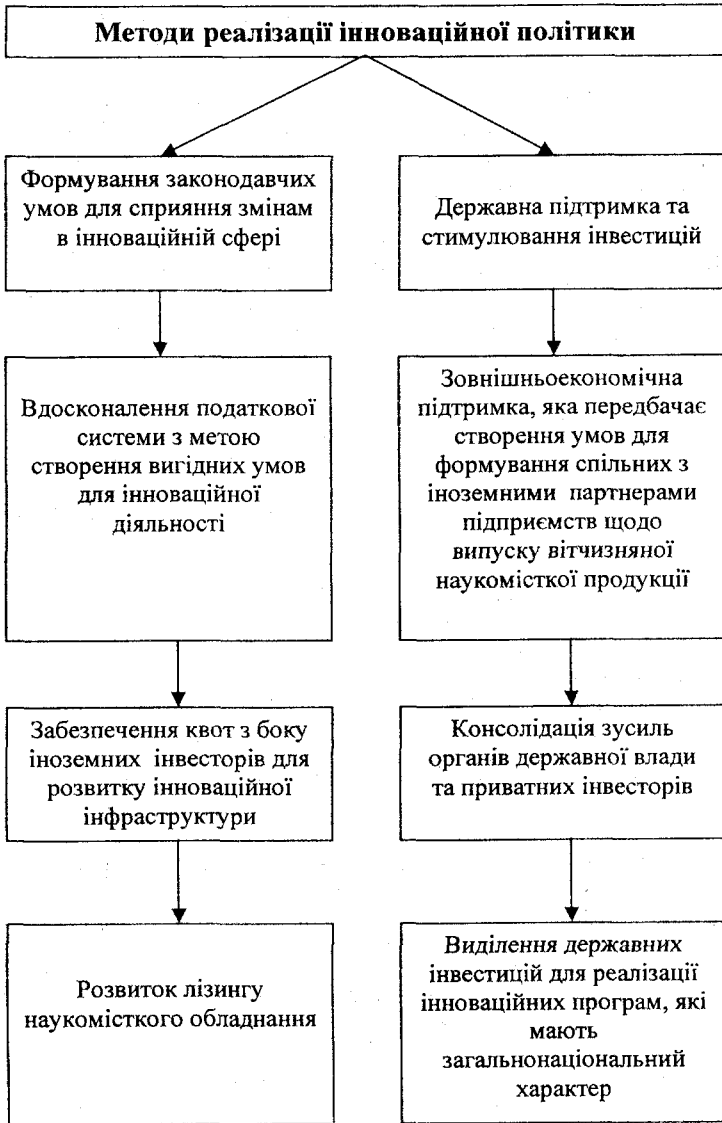 Методи реалізації інноваційної політики
Формування законодавчих
умов для сприяння змінам
в інноваційній сфері
Державна підтримка та
стимулювання інвестицій
Вдосконалення податкової
системи з метою
створення вигідних умов
для інноваційної
діяльності
Зовнішньоекономічна
підтримка, яка передбачає
створення умов для
формування спільних з
іноземними партнерами
підприємств щодо
випуску вітчизняної
наукомісткої продукції
Забезпечення квот з боку
іноземних інвесторів для
розвитку інноваційної
інфраструктури
Консолідація зусиль
органів державної влади
та приватних інвесторів
Розвиток лізингу
наукомісткого обладнання
Виділення державних
інвестицій для реалізації
інноваційних програм, які
мають
загальнонаціональний
характер